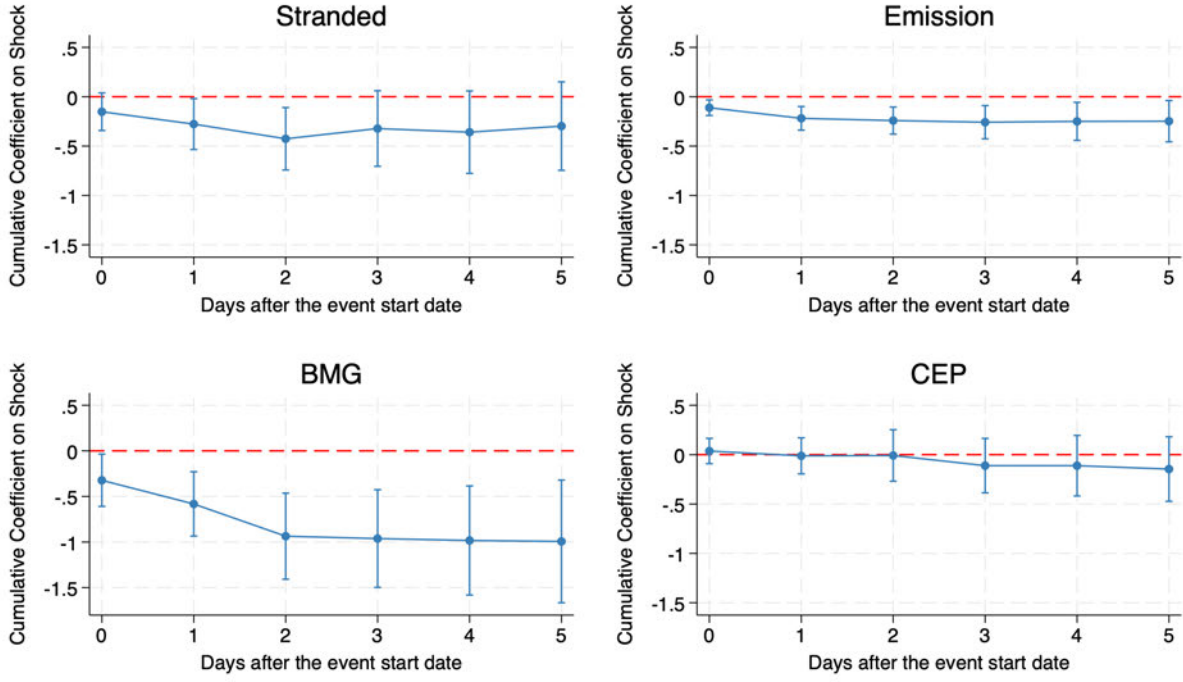 Stranded
Cumulative Coefficient on Shock
.5
0
-.5
-1
-1.5
0 1 2 3 4 5
Days after the event start date
Emission
Cumulative Coefficient on Shock
.5
0
-.5
-1
-1.5
0 1 2 3 4 5
Days after the event start date
BMG
Cumulative Coefficient on Shock
.5
0
-.5
-1
-1.5
0 1 2 3 4 5
Days after the event start date
CEP
Cumulative Coefficient on Shock
.5
0
-.5
-1
-1.5
0 1 2 3 4 5
Days after the event start date